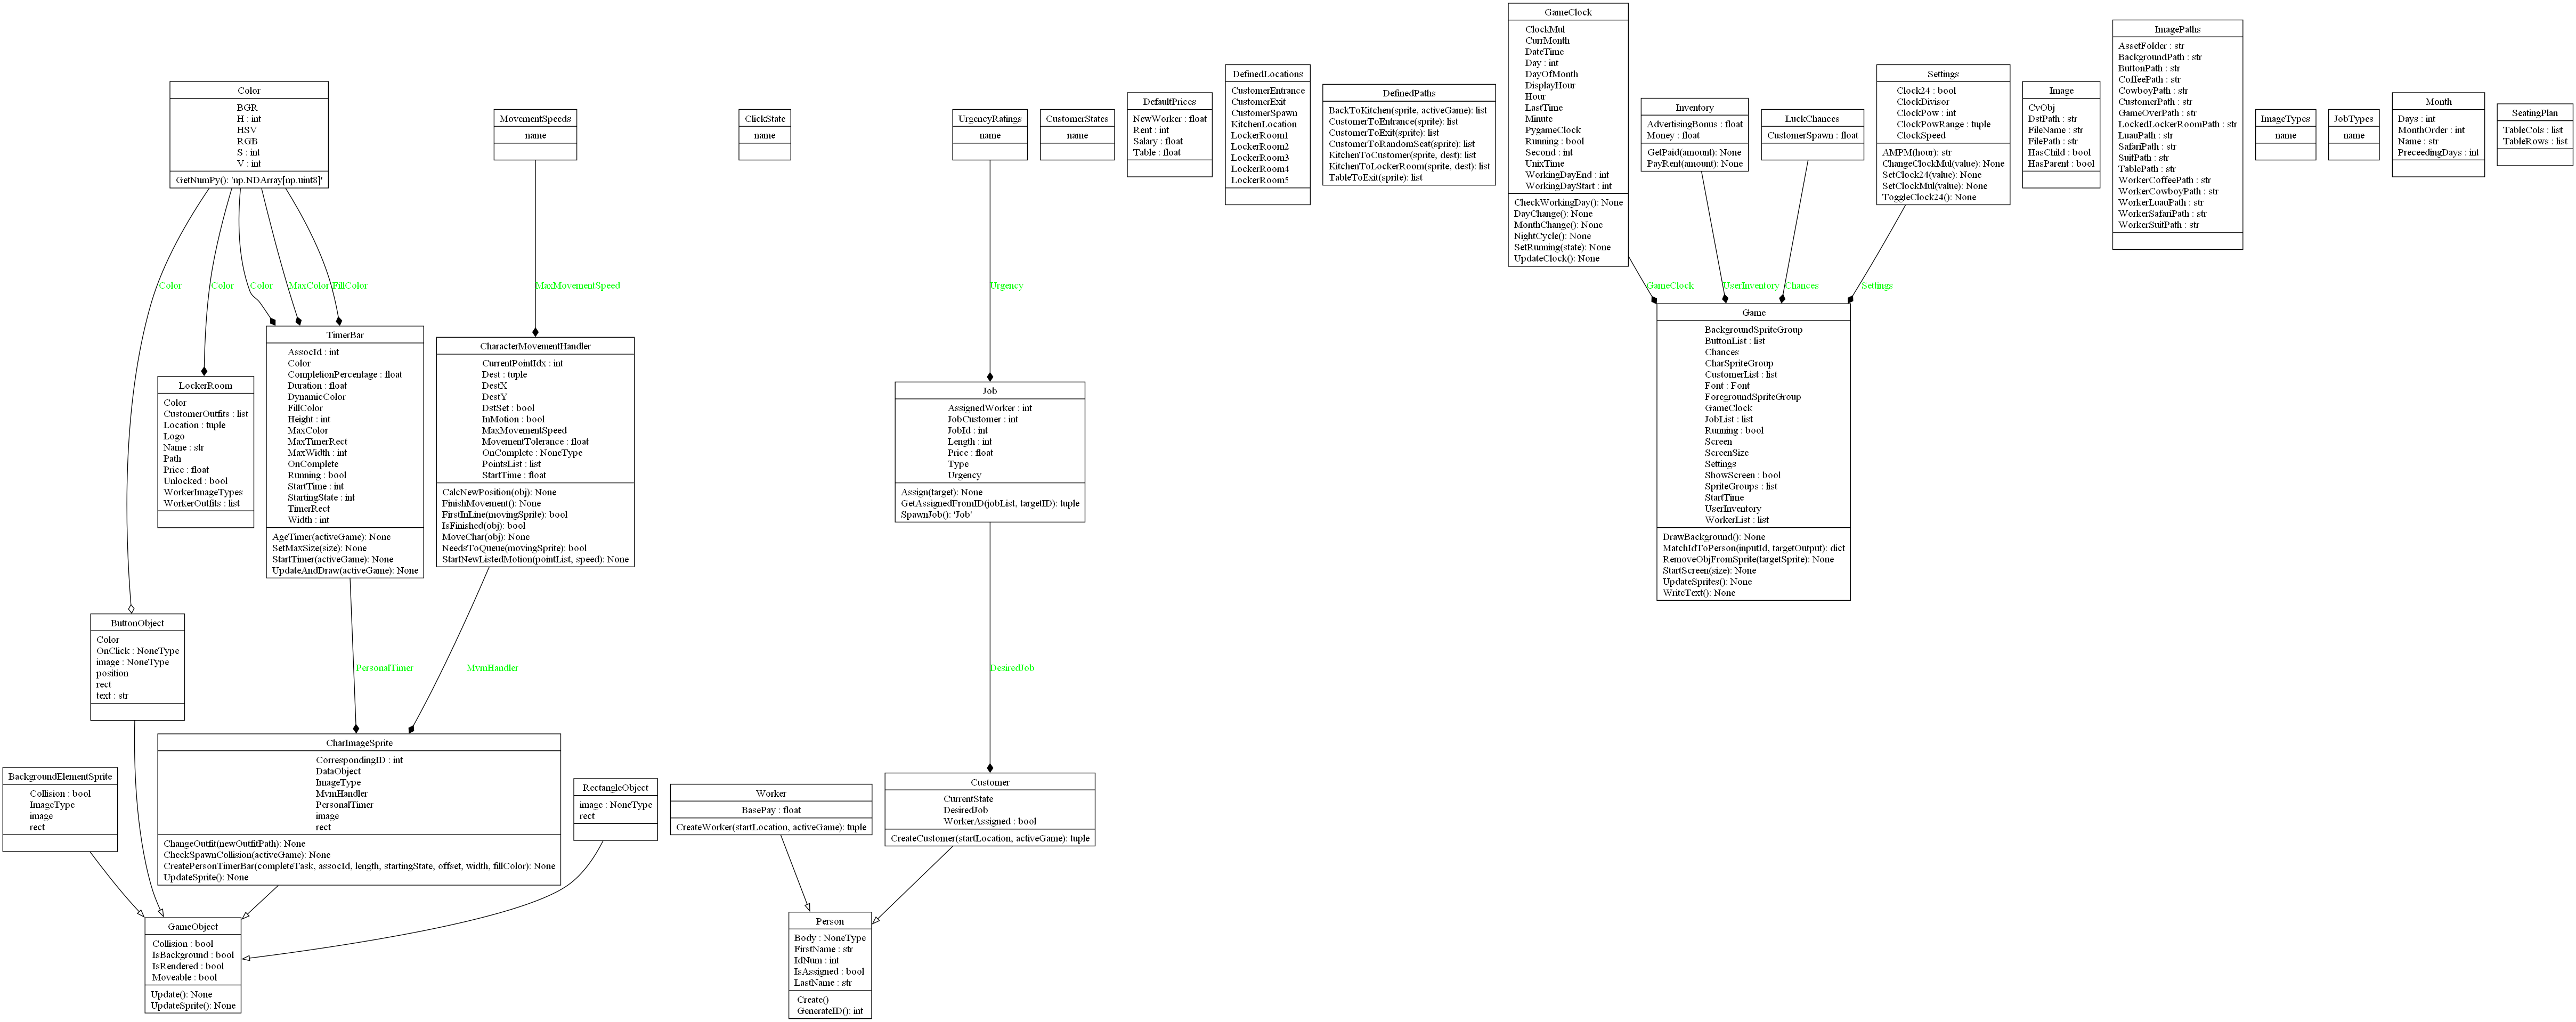 Color
BGR
H : int
HSV
RGB
S : int
V : int
GetNumPy(): 'np.NDArray[np.uint8]'
MovementSpeeds
name
ClickState
name
UrgencyRatings
name
CustomerStates
name
DefaultPrices
NewWorker : float
Rent : int
Salary : float
Table : float
DefinedLocations
CustomerEntrance
CustomerExit
CustomerSpawn
KitchenLocation
LockerRoom1
LockerRoom2
LockerRoom3
LockerRoom4
LockerRoom5
DefinedPaths
BackToKitchen(sprite, activeGame): list
CustomerToEntrance(sprite): list
CustomerToExit(sprite): list
CustomerToRandomSeat(sprite): list
KitchenToCustomer(sprite, dest): list
KitchenToLockerRoom(sprite, dest): list
TableToExit(sprite): list
GameClock
ClockMul
CurrMonth
DateTime
Day : int
DayOfMonth
DisplayHour
Hour
LastTime
Minute
PygameClock
Running : bool
Second : int
UnixTime
WorkingDayEnd : int
WorkingDayStart : int
CheckWorkingDay(): None
DayChange(): None
MonthChange(): None
NightCycle(): None
SetRunning(state): None
UpdateClock(): None
Inventory
AdvertisingBonus : float
Money : float
GetPaid(amount): None
PayRent(amount): None
LuckChances
CustomerSpawn : float
Settings
Clock24 : bool
ClockDivisor
ClockPow : int
ClockPowRange : tuple
ClockSpeed
AMPM(hour): str
ChangeClockMul(value): None
SetClock24(value): None
SetClockMul(value): None
ToggleClock24(): None
Image
CvObj
DstPath : str
FileName : str
FilePath : str
HasChild : bool
HasParent : bool
ImagePaths
AssetFolder : str
BackgroundPath : str
ButtonPath : str
CoffeePath : str
CowboyPath : str
CustomerPath : str
GameOverPath : str
LockedLockerRoomPath : str
LuauPath : str
SafariPath : str
SuitPath : str
TablePath : str
WorkerCoffeePath : str
WorkerCowboyPath : str
WorkerLuauPath : str
WorkerSafariPath : str
WorkerSuitPath : str
ImageTypes
name
JobTypes
name
Month
Days : int
MonthOrder : int
Name : str
PreceedingDays : int
SeatingPlan
TableCols : list
TableRows : list
Color
Color
Color
MaxColor
FillColor
MaxMovementSpeed
Urgency
GameClock
UserInventory
Chances
Settings
LockerRoom
Color
CustomerOutfits : list
Location : tuple
Logo
Name : str
Path
Price : float
Unlocked : bool
WorkerImageTypes
WorkerOutfits : list
TimerBar
AssocId : int
Color
CompletionPercentage : float
Duration : float
DynamicColor
FillColor
Height : int
MaxColor
MaxTimerRect
MaxWidth : int
OnComplete
Running : bool
StartTime : int
StartingState : int
TimerRect
Width : int
AgeTimer(activeGame): None
SetMaxSize(size): None
StartTimer(activeGame): None
UpdateAndDraw(activeGame): None
CharacterMovementHandler
CurrentPointIdx : int
Dest : tuple
DestX
DestY
DstSet : bool
InMotion : bool
MaxMovementSpeed
MovementTolerance : float
OnComplete : NoneType
PointsList : list
StartTime : float
CalcNewPosition(obj): None
FinishMovement(): None
FirstInLine(movingSprite): bool
IsFinished(obj): bool
MoveChar(obj): None
NeedsToQueue(movingSprite): bool
StartNewListedMotion(pointList, speed): None
Job
AssignedWorker : int
JobCustomer : int
JobId : int
Length : int
Price : float
Type
Urgency
Assign(target): None
GetAssignedFromID(jobList, targetID): tuple
SpawnJob(): 'Job'
Game
BackgroundSpriteGroup
ButtonList : list
Chances
CharSpriteGroup
CustomerList : list
Font : Font
ForegroundSpriteGroup
GameClock
JobList : list
Running : bool
Screen
ScreenSize
Settings
ShowScreen : bool
SpriteGroups : list
StartTime
UserInventory
WorkerList : list
DrawBackground(): None
MatchIdToPerson(inputId, targetOutput): dict
RemoveObjFromSprite(targetSprite): None
StartScreen(size): None
UpdateSprites(): None
WriteText(): None
ButtonObject
Color
OnClick : NoneType
image : NoneType
position
rect
text : str
PersonalTimer
MvmHandler
DesiredJob
BackgroundElementSprite
Collision : bool
ImageType
image
rect
CharImageSprite
CorrespondingID : int
DataObject
ImageType
MvmHandler
PersonalTimer
image
rect
ChangeOutfit(newOutfitPath): None
CheckSpawnCollision(activeGame): None
CreatePersonTimerBar(completeTask, assocId, length, startingState, offset, width, fillColor): None
UpdateSprite(): None
RectangleObject
image : NoneType
rect
Worker
BasePay : float
CreateWorker(startLocation, activeGame): tuple
Customer
CurrentState
DesiredJob
WorkerAssigned : bool
CreateCustomer(startLocation, activeGame): tuple
GameObject
Collision : bool
IsBackground : bool
IsRendered : bool
Moveable : bool
Update(): None
UpdateSprite(): None
Person
Body : NoneType
FirstName : str
IdNum : int
IsAssigned : bool
LastName : str
Create()
GenerateID(): int